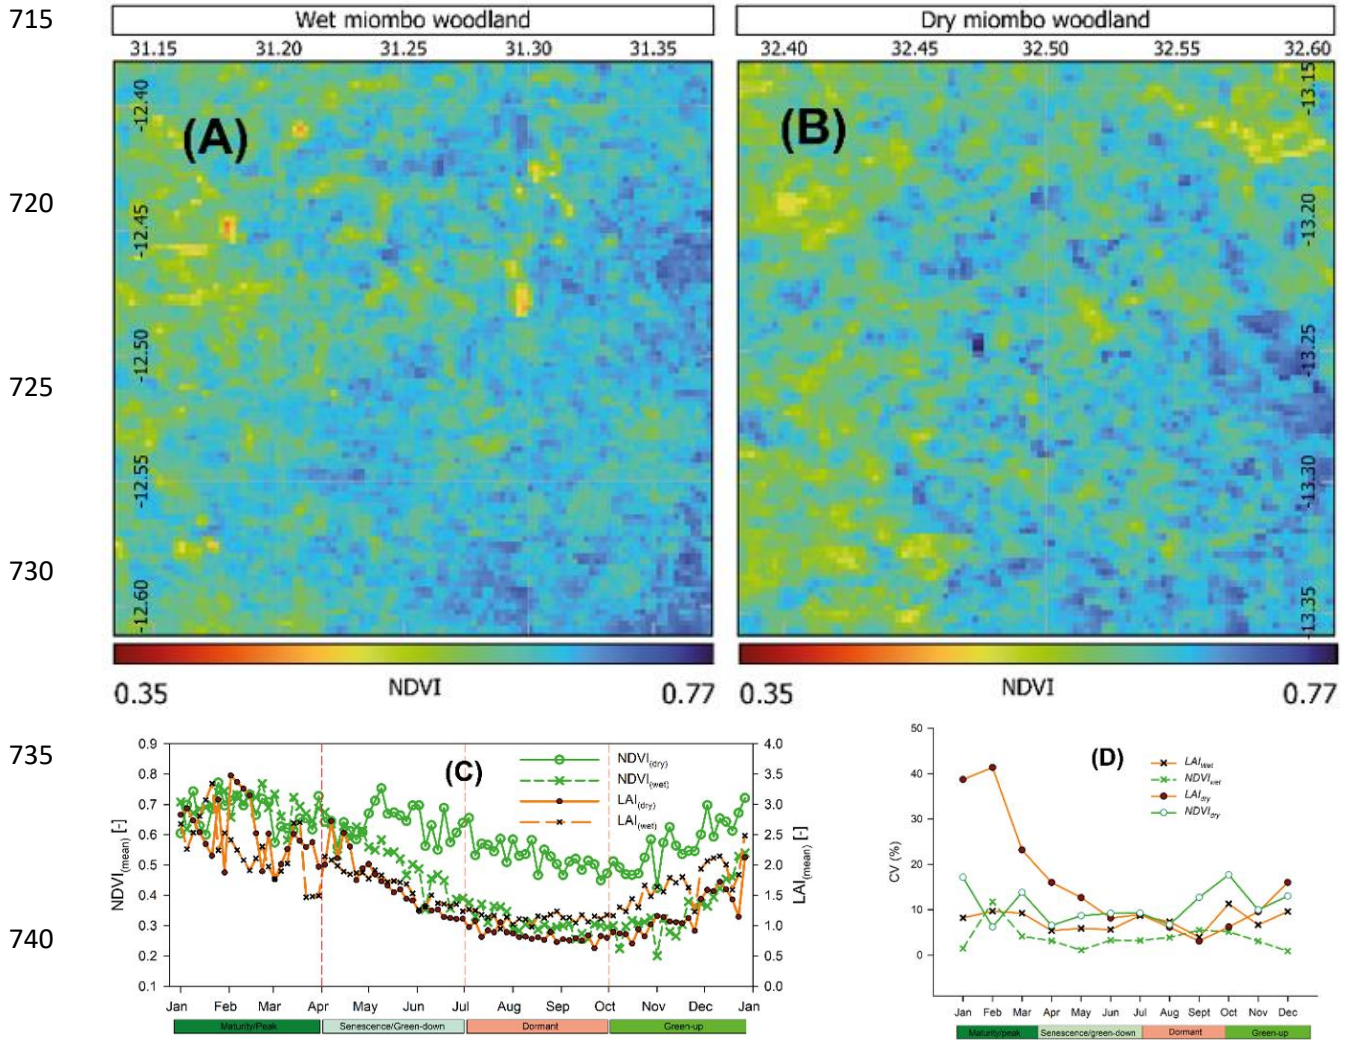 715
Wet miombo woodland
Dry miombo woodland
31.15 31.20 31.25 31.30 31.35
32.40 32.45 32.50 32.55 32.60
-12.40
-12.45
-12.50
-12.55
-12.60
(A)
(B)
-13.15
-13.20
-13.25
-13.30
-13.35
720
725
730
0.35 NDVI 0.77
0.35 NDVI 0.77
735
740
(C)
NDVI(mean) [-]
0.9
0.8
0.7
0.6
0.5
0.4
0.3
0.2
0.1
NDVI(dry)
NDVI(wet)
LAI(dry)
LAI(wet)
4.0
3.5
3.0
2.5
2.0
1.5
1.0
0.5
0.0
LAI(mean) [-]
Jan Feb Mar Apr May Jun Jul Aug Sep Oct Nov Dec Jan
Maturity/Peak Senescence/Green-down Dormant Green-up
(D)
CV (%)
50
40
30
20
10
0
LAIWet
NDVIwet
LAIdry
NDVIdry
Jan Feb Mar Apr May Jun Jul Aug Sep Oct Nov Dec
Maturity/peak Senescence/green-down Dormant Green-up